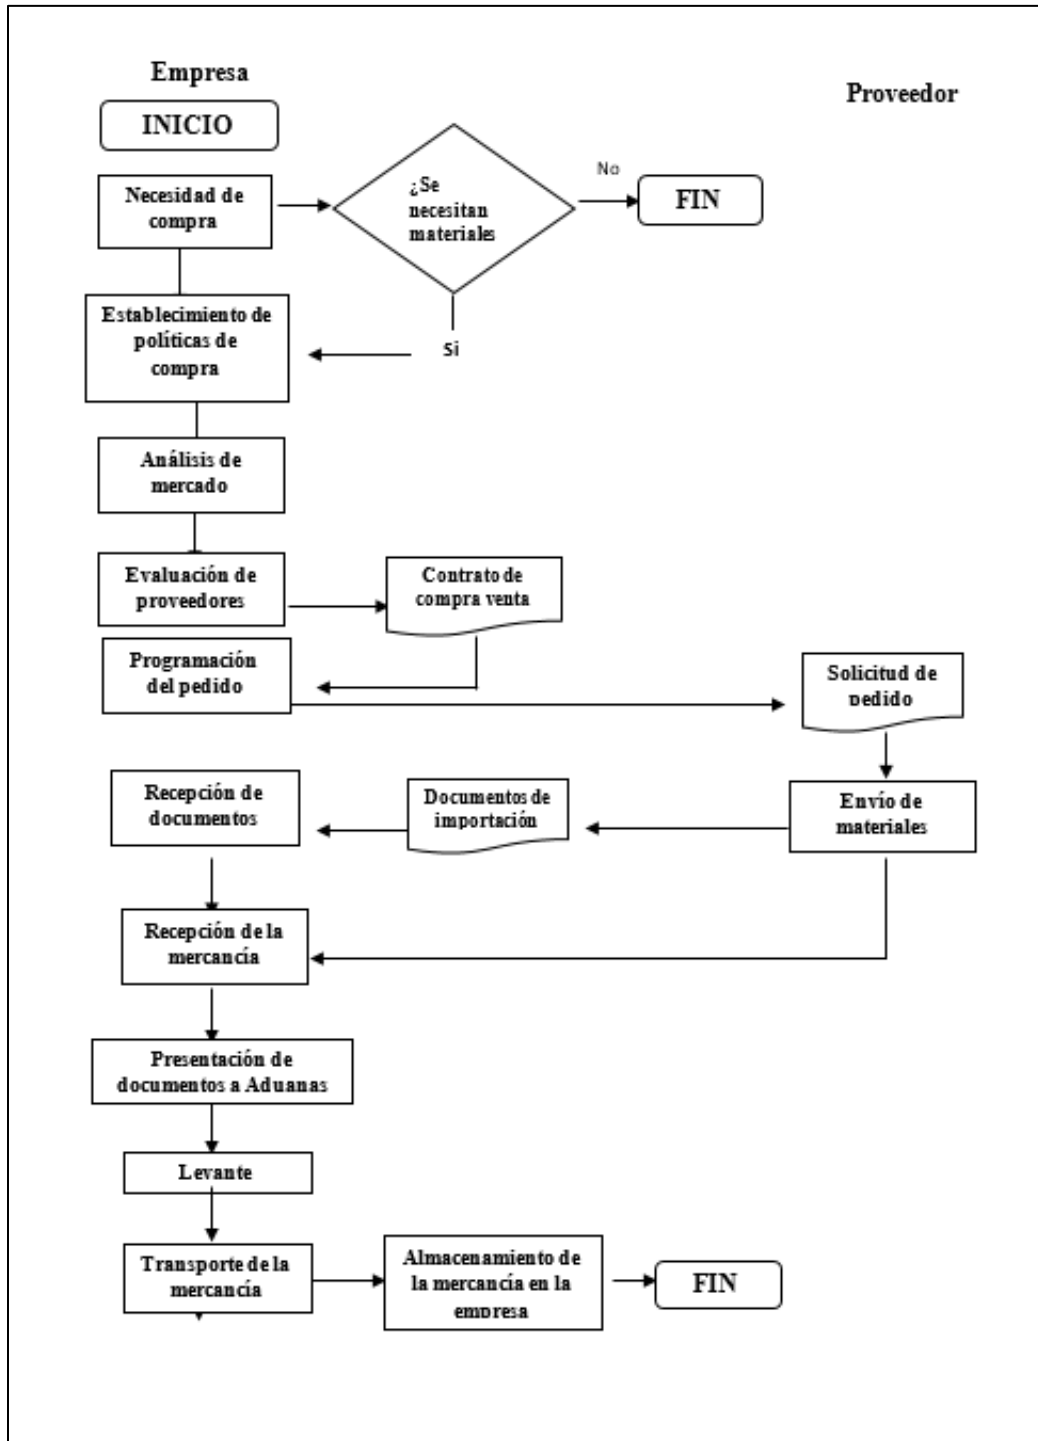 Empresa
Proveedor
INICIO
Necesidad de
compra
¿Se
necesitan
materiales
No
FIN
Establecimiento de
políticas de
compra
Si
Análisis de
mercado
Evaluación de
proveedores
Contrato de
compra venta
Programación
del pedido
Solicitud de
pedido
Recepción de
documentos
Documentos de
importación
Envío de
materiales
Recepción de la
mercancía
Presentación de
documentos a Aduanas
Levante
Transporte de la
mercancía
Almacenamiento de
la mercancía en la
empresa
FIN